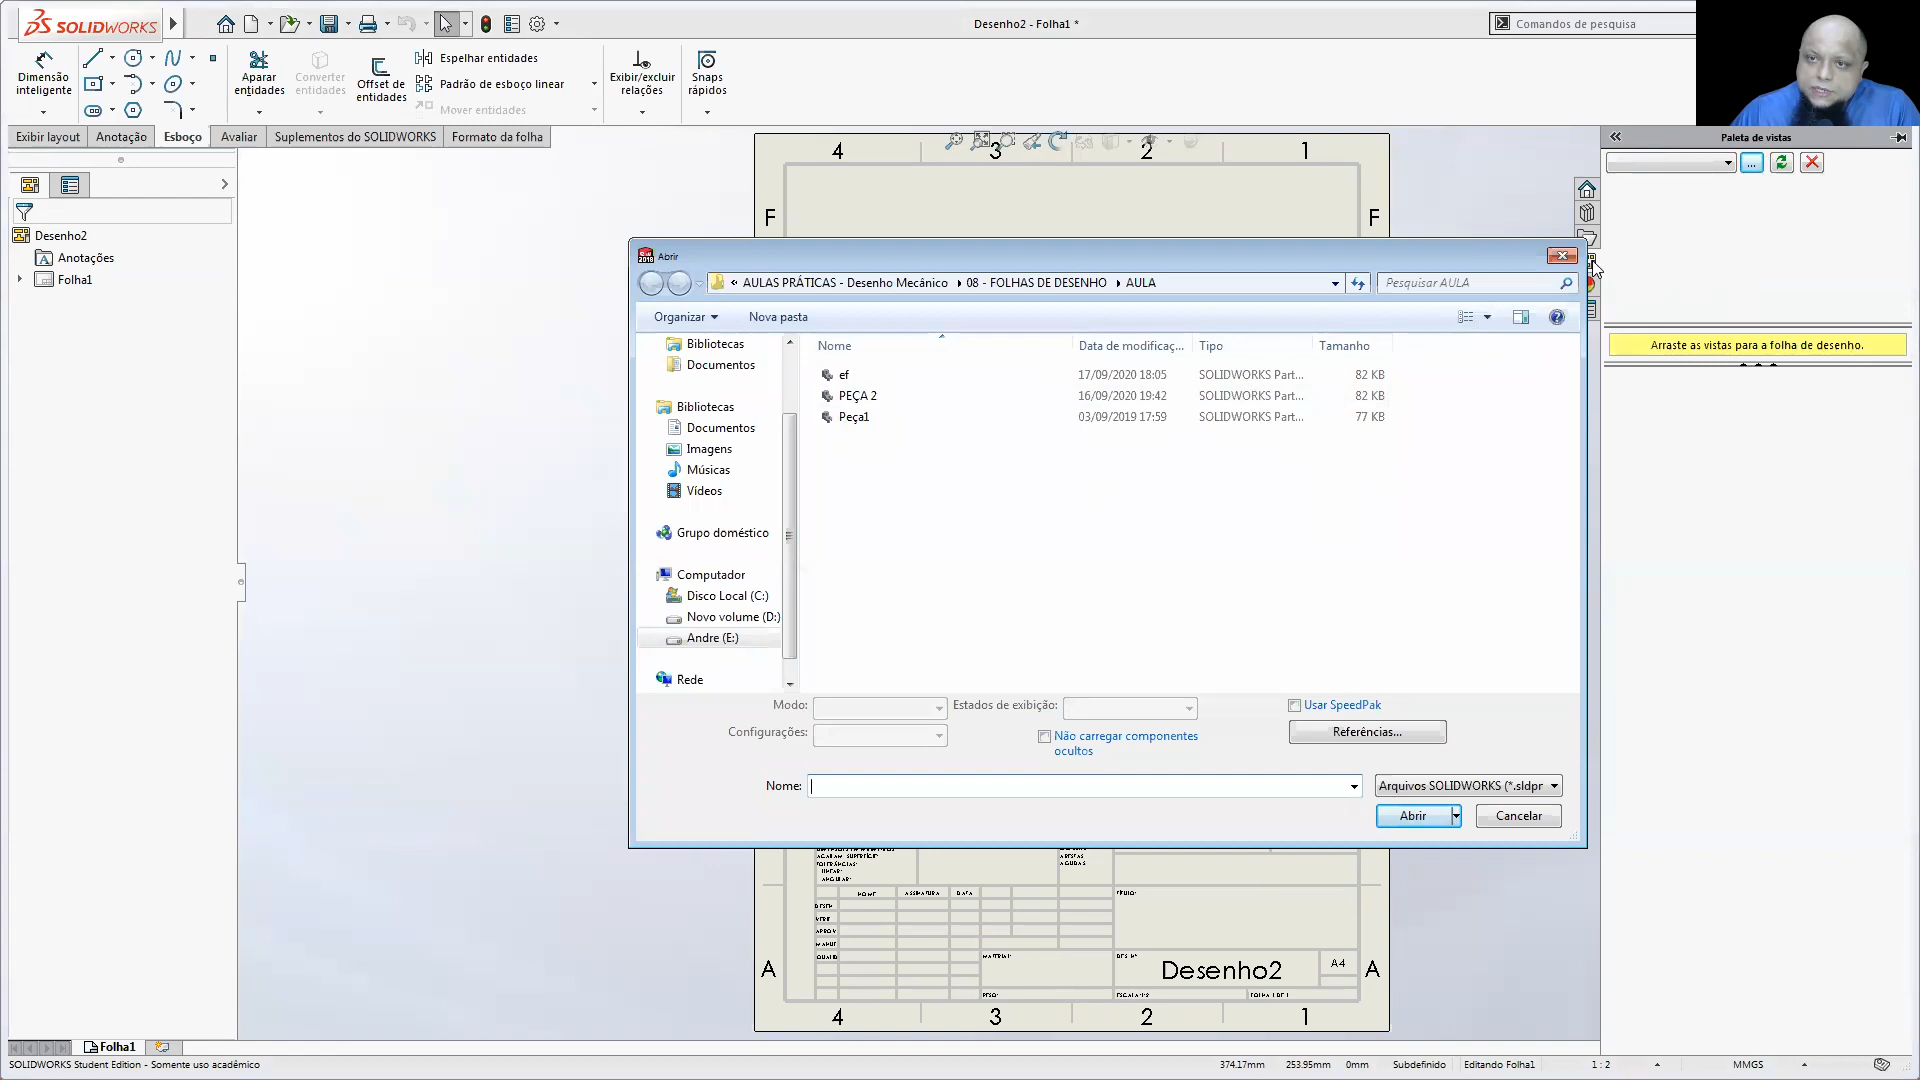 SOLIDWORKS
Desenho2 - Folha1 *
Comandos de pesquisa
Dimensão inteligente
Aparar entidades
Converter entidades
Offset de entidades
Espelhar entidades
Padrão de esboço linear
Mover entidades
Exibir/excluir relações
Snaps rápidos
Exibir layout
Anotação
Esboço
Avaliar
Suplementos do SOLIDWORKS
Formato da folha
Paleta de vistas
...
Arraste as vistas para a folha de desenho.
Desenho2
Anotações
Folha1
4 3 2 1
F F
Abrir
« AULAS PRÁTICAS - Desenho Mecânico 08 - FOLHAS DE DESENHO AULA
Pesquisar AULA
Organizar Nova pasta
Bibliotecas
Documentos
Bibliotecas
Documentos
Imagens
Músicas
Vídeos
Grupo doméstico
Computador
Disco Local (C:)
Novo volume (D:)
Andre (E:)
Rede
Nome Data de modificaç... Tipo Tamanho
ef 17/09/2020 18:05 SOLIDWORKS Part... 82 KB
PEÇA 2 16/09/2020 19:42 SOLIDWORKS Part... 82 KB
Peça1 03/09/2019 17:59 SOLIDWORKS Part... 77 KB
Modo:
Estados de exibição:
Usar SpeedPak
Configurações:
Não carregar componentes ocultos
Referências...
Nome:
Arquivos SOLIDWORKS (*.sldpr
Abrir
Cancelar
NOME ASSINATURA DATA
TÍTULO:
A A
Desenho2
A4
4 3 2 1
Folha1
SOLIDWORKS Student Edition - Somente uso acadêmico
374.17mm 253.95mm 0mm Subdefinido Editando Folha1 1 : 2 MMGS